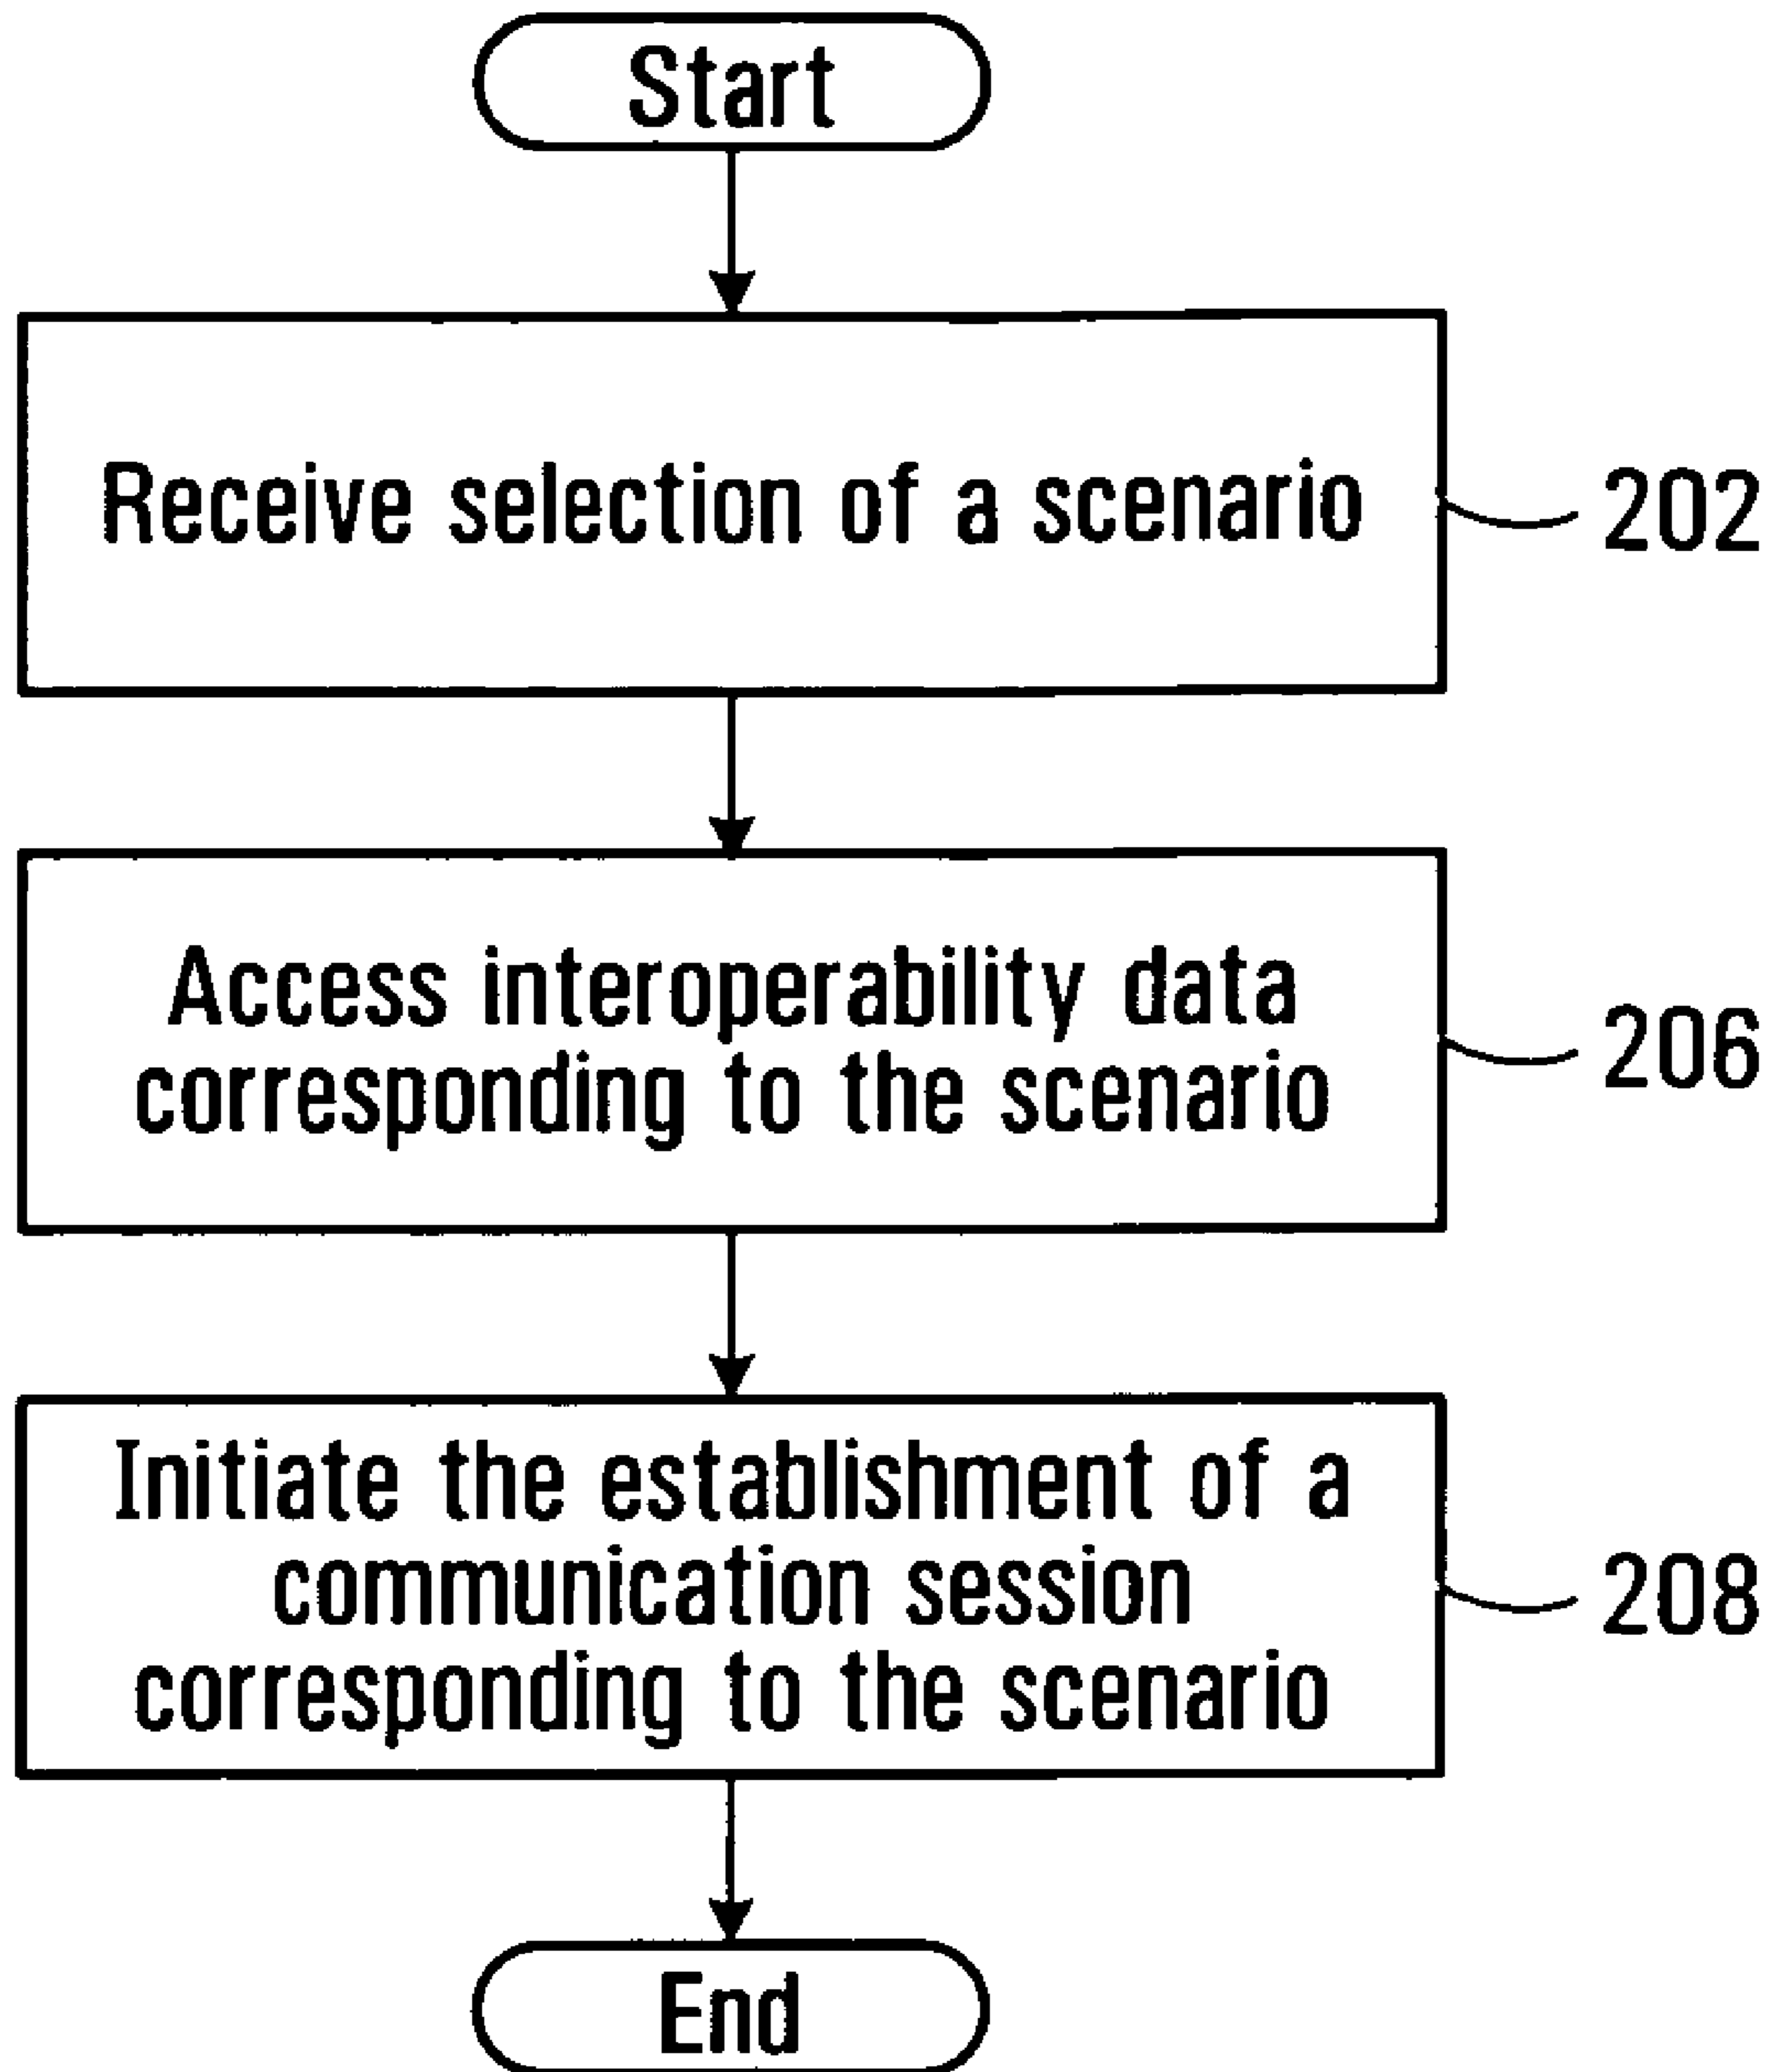 Start
Receive selection of a scenario
202
Access interoperability data
corresponding to the scenario
206
Initiate the establishment of a
communication session
corresponding to the scenario
208
End